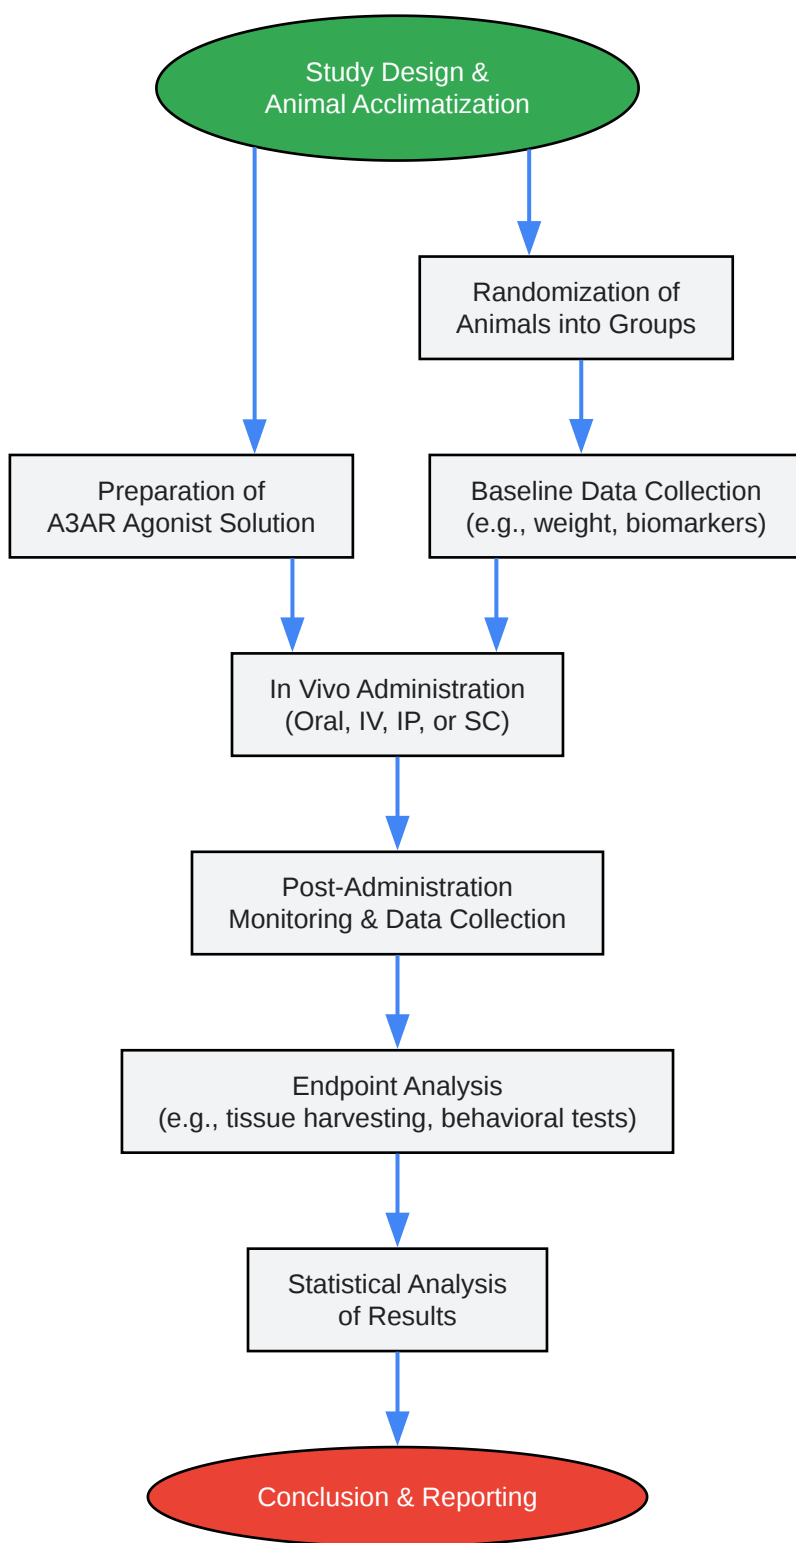 Study Design &
Animal Acclimatization
Randomization of
Animals into Groups
Preparation of
A3AR Agonist Solution
Baseline Data Collection
(e.g., weight, biomarkers)
In Vivo Administration
(Oral, IV, IP, or SC)
Post-Administration
Monitoring & Data Collection
Endpoint Analysis
(e.g., tissue harvesting, behavioral tests)
Statistical Analysis
of Results
Conclusion & Reporting